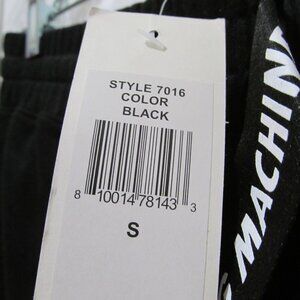 STYLE 7016
COLOR
BLACK
8 10014 78143 3
S
MACHIN